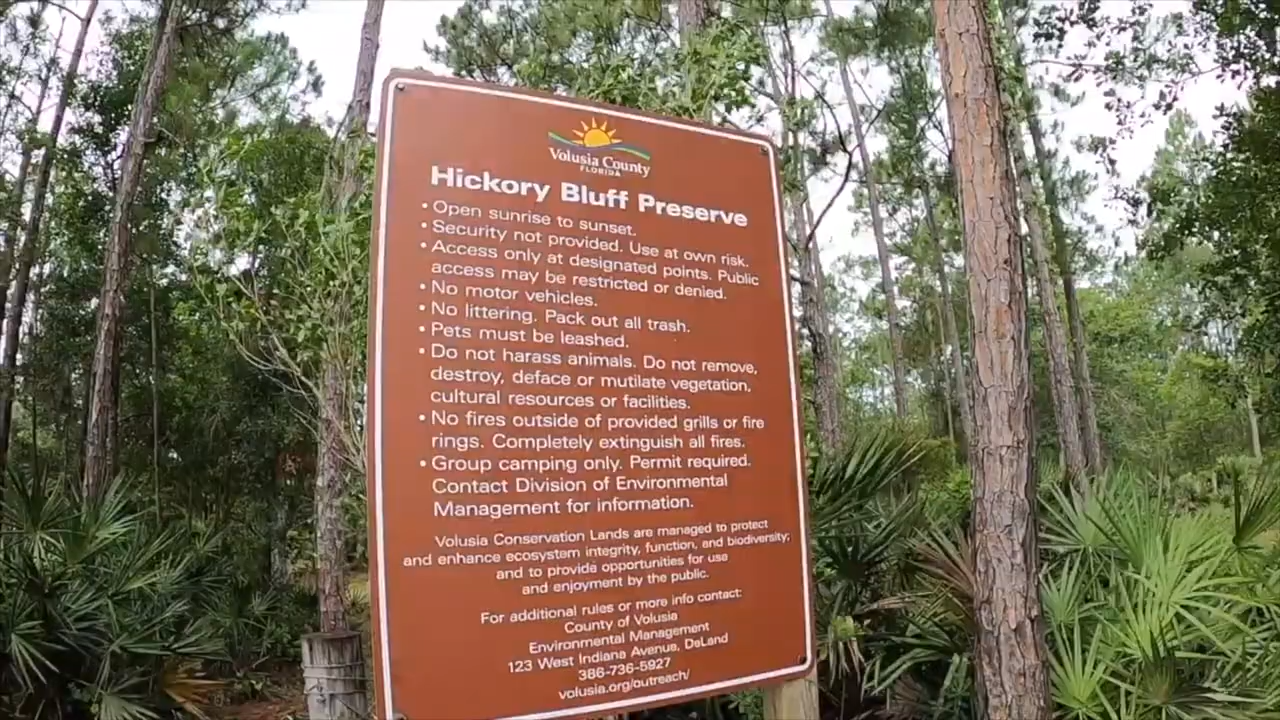 Volusia County
FLORIDA
Hickory Bluff Preserve
• Open sunrise to sunset.
• Security not provided. Use at own risk.
• Access only at designated points. Public
access may be restricted or denied.
• No motor vehicles.
• No littering. Pack out all trash.
• Pets must be leashed.
• Do not harass animals. Do not remove,
destroy, deface or mutilate vegetation,
cultural resources or facilities.
• No fires outside of provided grills or fire
rings. Completely extinguish all fires.
• Group camping only. Permit required.
Contact Division of Environmental
Management for information.
Volusia Conservation Lands are managed to protect
and enhance ecosystem integrity, function, and biodiversity;
and to provide opportunities for use
and enjoyment by the public.
For additional rules or more info contact:
County of Volusia
Environmental Management
123 West Indiana Avenue, DeLand
386-736-5927
volusia.org/outreach/